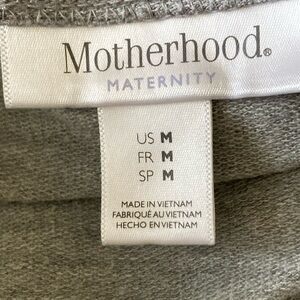 Motherhood®
MATERNITY
US M
FR M
SP M
MADE IN VIETNAM
FABRIQUÉ AU VIETNAM
HECHO EN VIETNAM